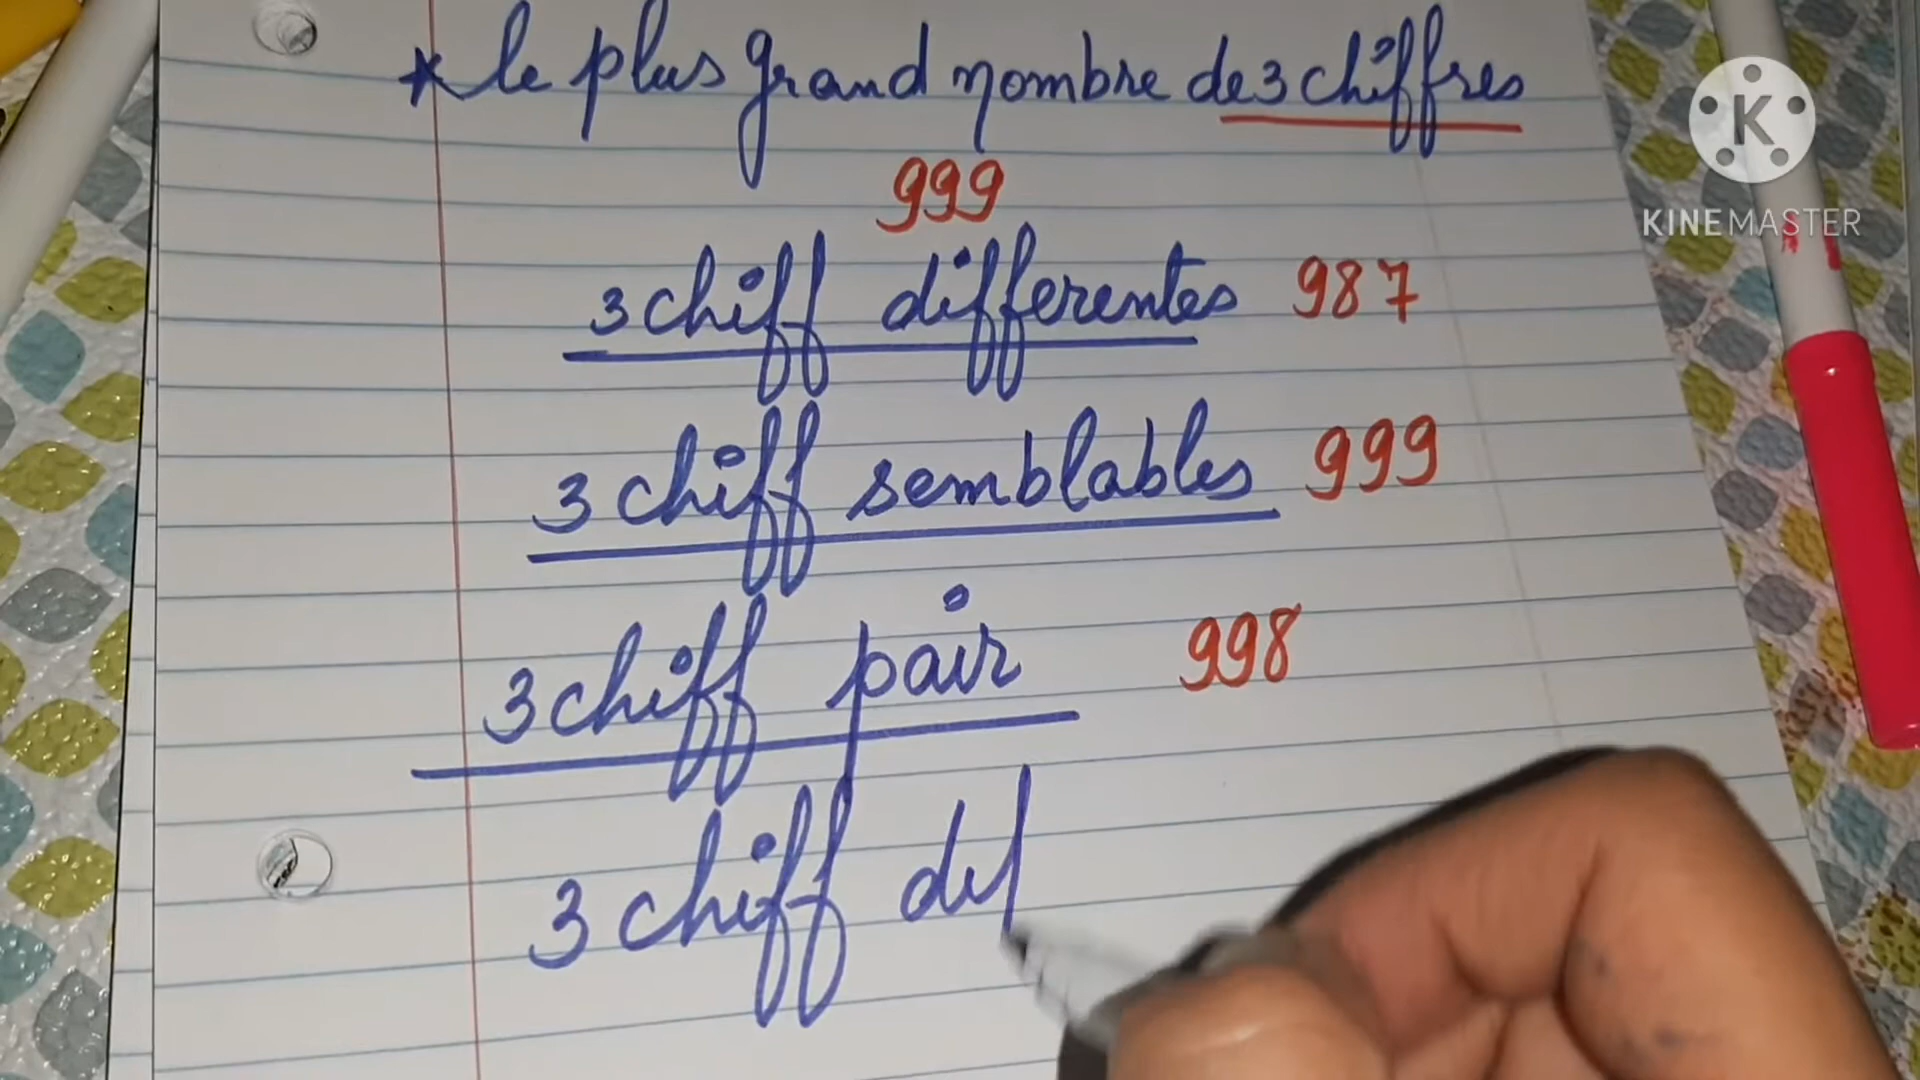 * le plus grand nombre de 3 chiffres
999
3 chiff differentes 987
3 chiff semblables 999
3 chiff pair 998
3 chiff
K
KINEMASTER